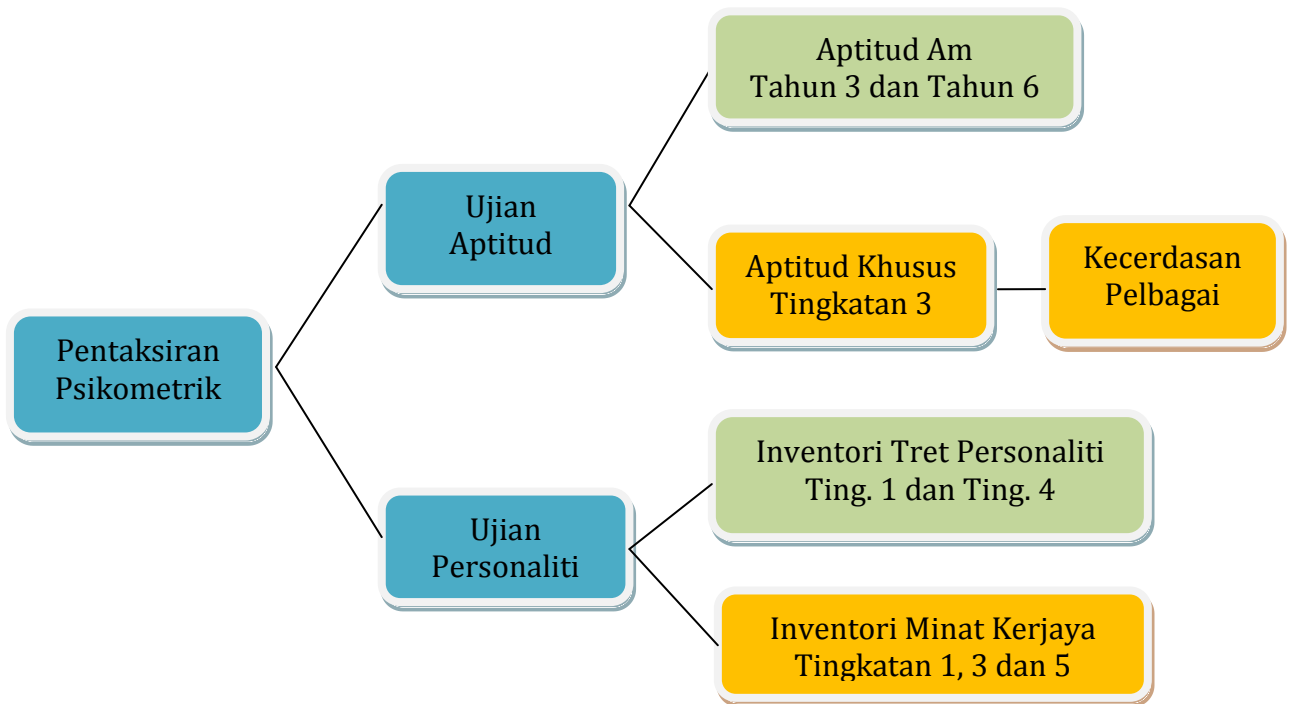 Pentaksiran
Psikometrik
Ujian
Aptitud
Aptitud Am
Tahun 3 dan Tahun 6
Aptitud Khusus
Tingkatan 3
Kecerdasan
Pelbagai
Ujian
Personaliti
Inventori Tret Personaliti
Ting. 1 dan Ting. 4
Inventori Minat Kerjaya
Tingkatan 1, 3 dan 5